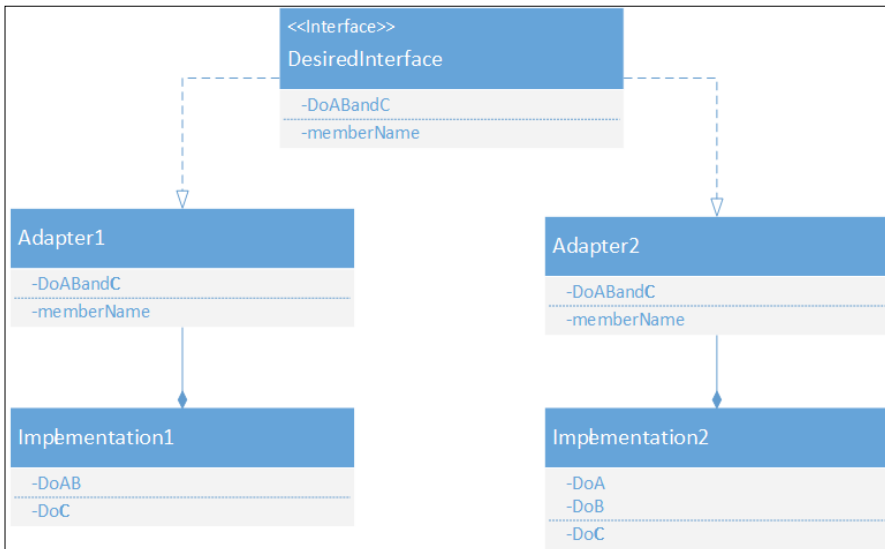 <<Interface>>
DesiredInterface
-DoABandC
-memberName
Adapter1
-DoABandC
-memberName
Adapter2
-DoABandC
-memberName
Implementation1
-DoAB
-DoC
Implementation2
-DoA
-DoB
-DoC